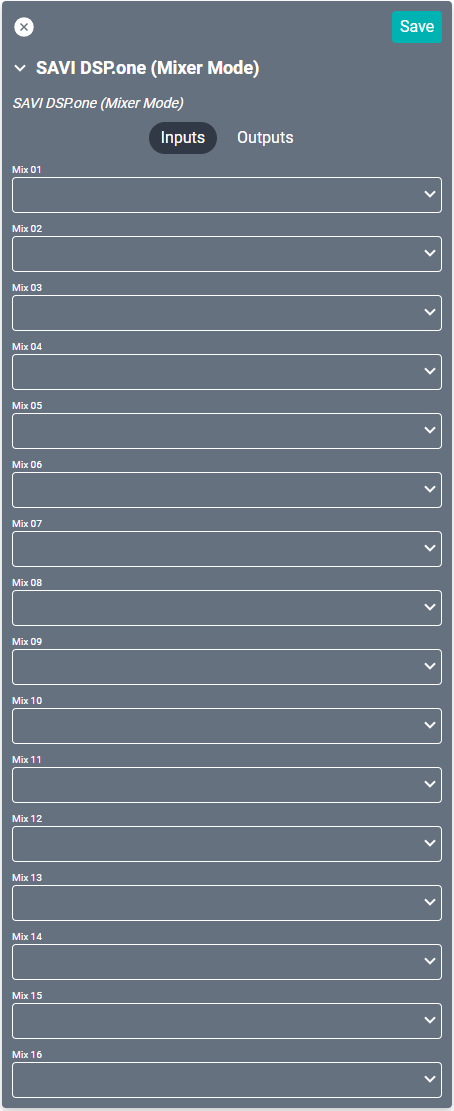 Save
SAVI DSP.one (Mixer Mode)
SAVI DSP.one (Mixer Mode)
Inputs Outputs
Mix 01
Mix 02
Mix 03
Mix 04
Mix 05
Mix 06
Mix 07
Mix 08
Mix 09
Mix 10
Mix 11
Mix 12
Mix 13
Mix 14
Mix 15
Mix 16